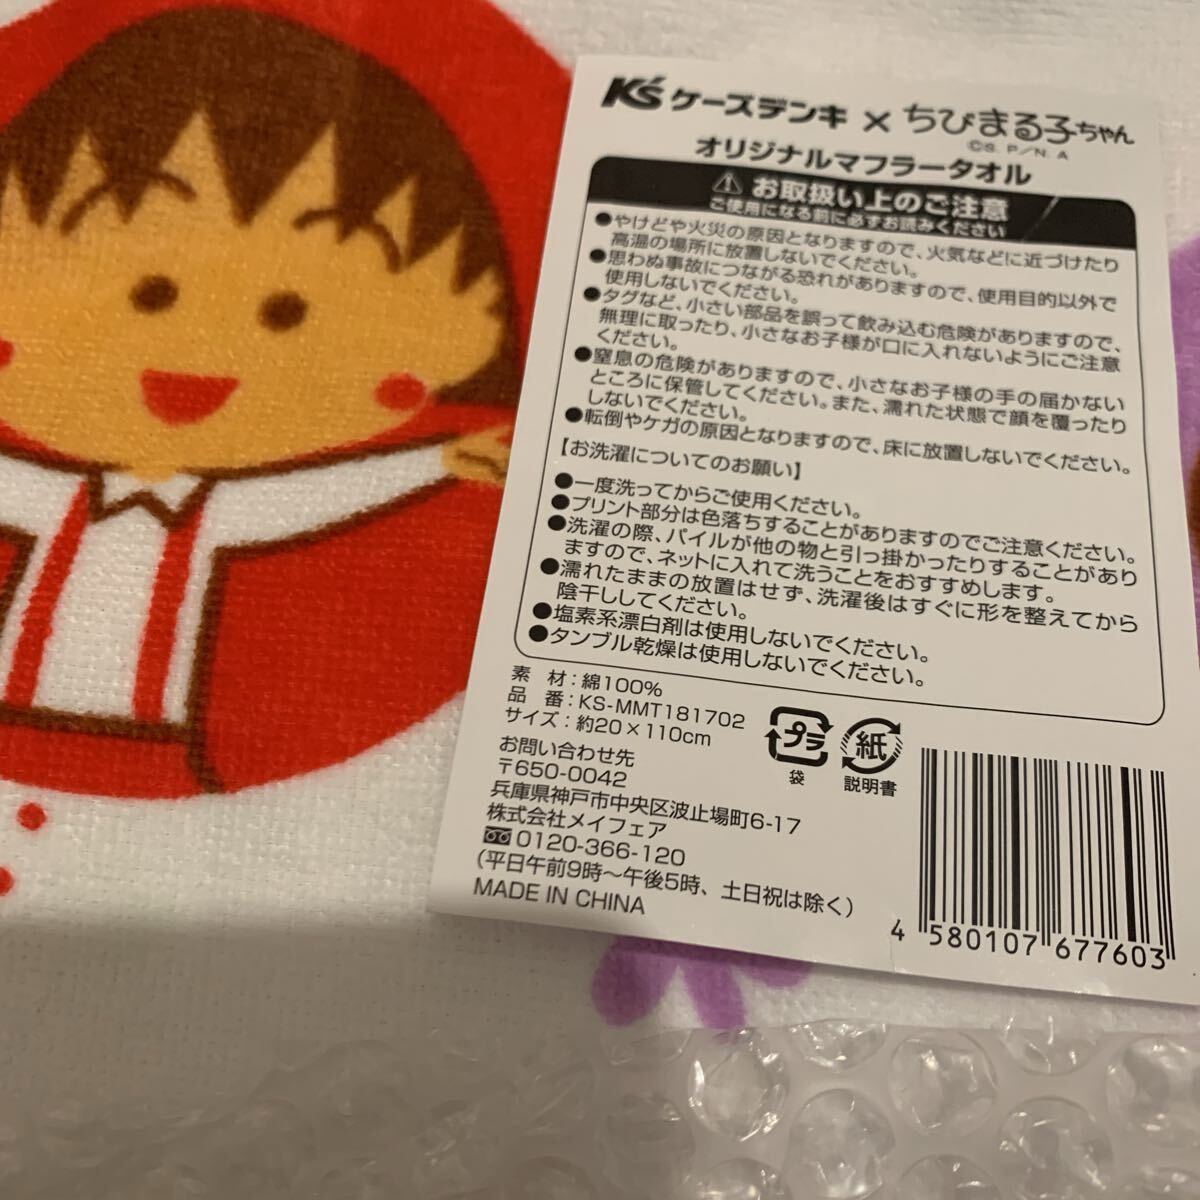 K's ケーズデンキ × ちびまる子ちゃん
©S. P／N. A
オリジナルマフラータオル
お取扱い上のご注意
ご使用になる前に必ずお読みください
●やけどや火災の原因となりますので、火気などに近づけたり
高温の場所に放置しないでください。
●思わぬ事故につながる恐れがありますので、使用目的以外で
使用しないでください。
●タグなど、小さい部品を誤って飲み込む危険がありますので、
無理に取ったり、小さなお子様が口に入れないようにご注意
ください。
●窒息の危険がありますので、小さなお子様の手の届かない
ところに保管してください。また、濡れた状態で顔を覆ったり
しないでください。
●転倒やケガの原因となりますので、床に放置しないでください。
【お洗濯についてのお願い】
●一度洗ってからご使用ください。
●プリント部分は色落ちすることがありますのでご注意ください。
●洗濯の際、パイルが他の物と引っ掛かったりすることがあり
ますので、ネットに入れて洗うことをおすすめします。
●濡れたままの放置はせず、洗濯後はすぐに形を整えてから
陰干ししてください。
●塩素系漂白剤は使用しないでください。
●タンブル乾燥は使用しないでください。
素　材：綿100%
品　番：KS-MMT181702
サイズ：約20×110cm
プラ
袋
紙
説明書
お問い合わせ先
〒650-0042
兵庫県神戸市中央区波止場町6-17
株式会社メイフェア
0120-366-120
(平日午前9時～午後5時、土日祝は除く)
MADE IN CHINA
4 580107 677603